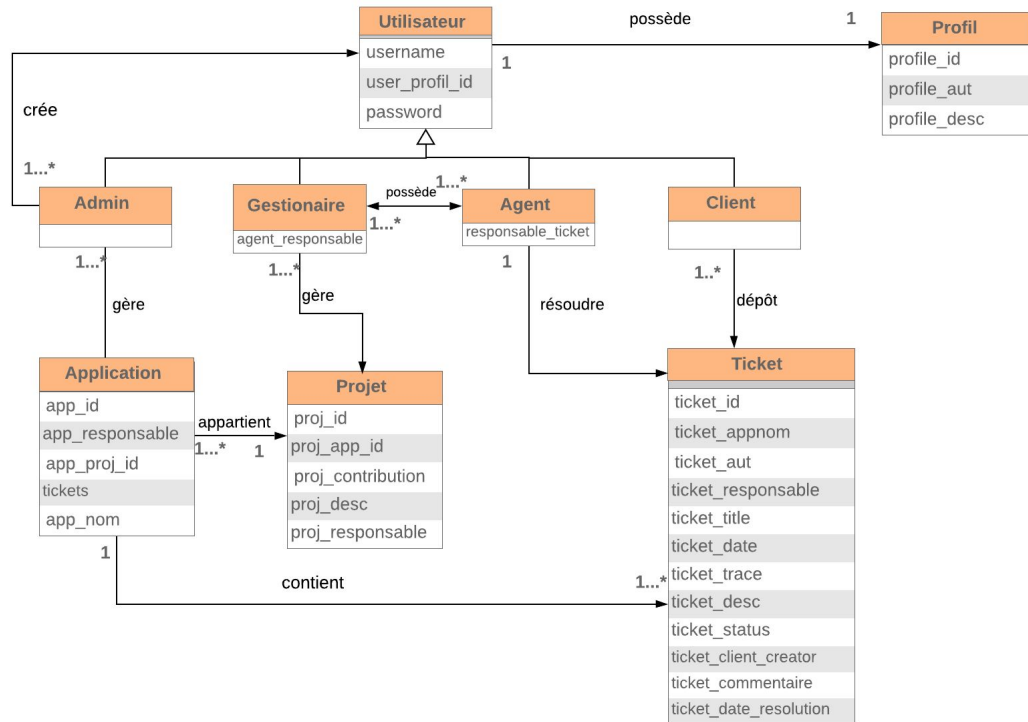 Utilisateur
username
user_profil_id
password
possède
1
1
Profil
profile_id
profile_aut
profile_desc
crée
1...*
Admin
Gestionaire
agent_responsable
possède
1...*
1...*
Agent
responsable_ticket
Client
1...*
1...*
1
1..*
gère
gère
résoudre
dépôt
Application
app_id
app_responsable
app_proj_id
tickets
app_nom
appartient
1...*
1
Projet
proj_id
proj_app_id
proj_contribution
proj_desc
proj_responsable
Ticket
ticket_id
ticket_appnom
ticket_aut
ticket_responsable
ticket_title
ticket_date
ticket_trace
ticket_desc
ticket_status
ticket_client_creator
ticket_commentaire
ticket_date_resolution
1
contient
1...*